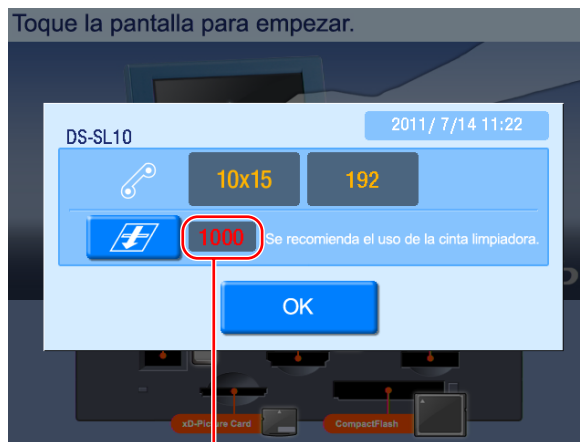 Toque la pantalla para empezar.
DS-SL10
2011/ 7/14 11:22
10x15
192
1000
Se recomienda el uso de la cinta limpiadora.
OK
xD-Picture Card
CompactFlash